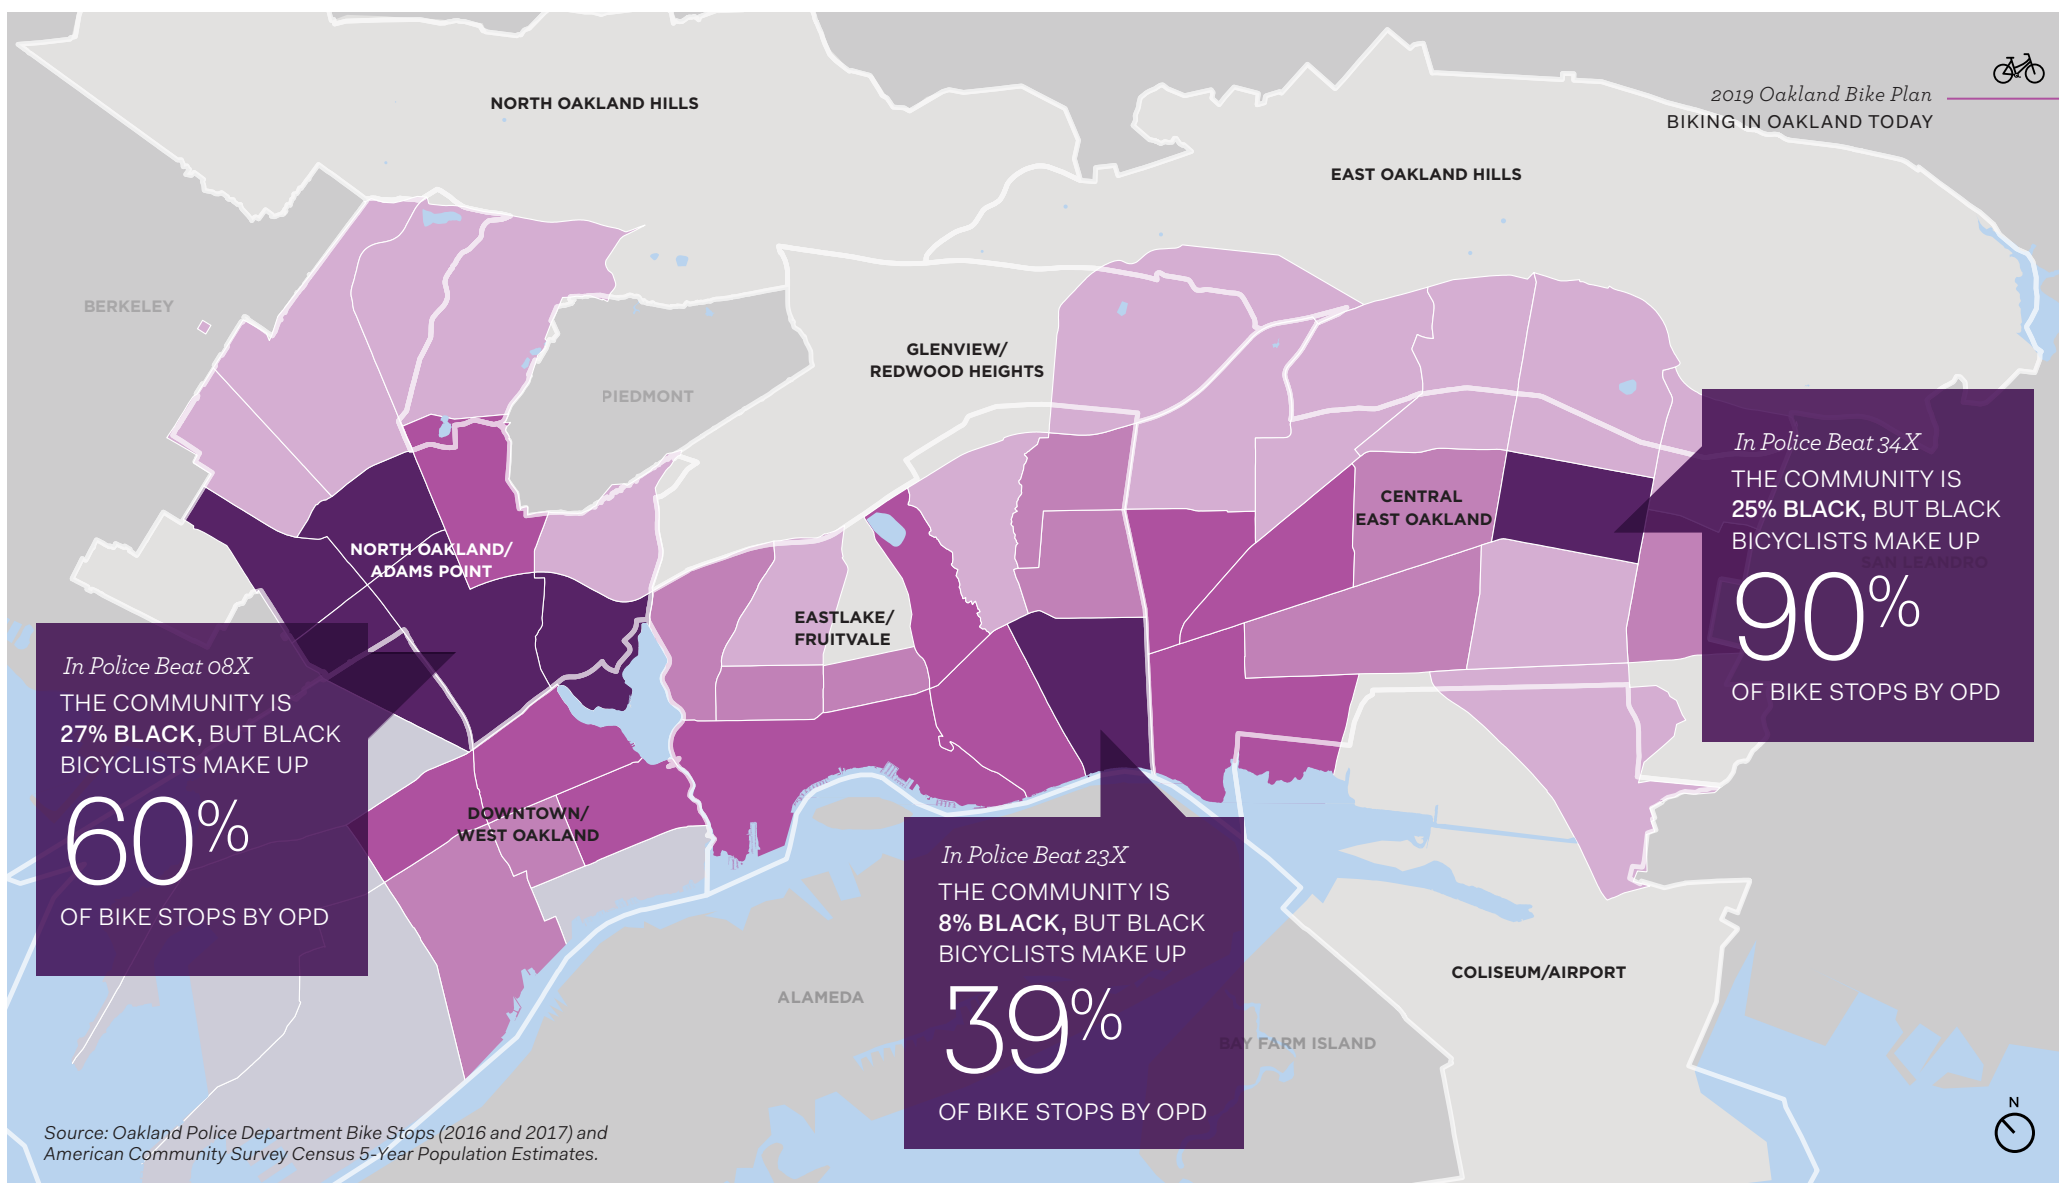 2019 Oakland Bike Plan
BIKING IN OAKLAND TODAY
NORTH OAKLAND HILLS
EAST OAKLAND HILLS
BERKELEY
PIEDMONT
GLENVIEW/
REDWOOD HEIGHTS
CENTRAL
EAST OAKLAND
NORTH OAKLAND/
ADAMS POINT
EASTLAKE/
FRUITVALE
SAN LEANDRO
In Police Beat 34X
THE COMMUNITY IS
25% BLACK, BUT BLACK
BICYCLISTS MAKE UP
90%
OF BIKE STOPS BY OPD
In Police Beat 08X
THE COMMUNITY IS
27% BLACK, BUT BLACK
BICYCLISTS MAKE UP
60%
OF BIKE STOPS BY OPD
DOWNTOWN/
WEST OAKLAND
In Police Beat 23X
THE COMMUNITY IS
8% BLACK, BUT BLACK
BICYCLISTS MAKE UP
39%
OF BIKE STOPS BY OPD
ALAMEDA
BAY FARM ISLAND
COLISEUM/AIRPORT
N
Source: Oakland Police Department Bike Stops (2016 and 2017) and
American Community Survey Census 5-Year Population Estimates.